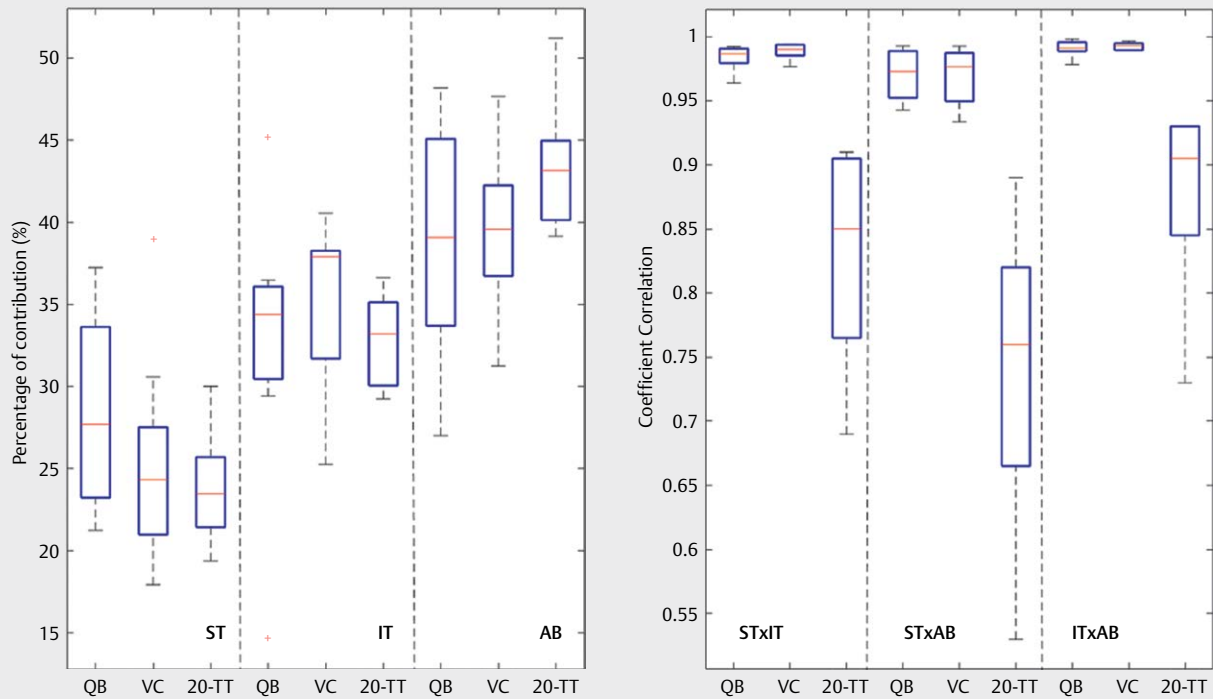 Percentage of contribution (%)
50
45
40
35
30
25
20
15
ST
IT
AB
QB VC 20-TT QB VC 20-TT QB VC 20-TT
Coefficient Correlation
1
0.95
0.9
0.85
0.8
0.75
0.7
0.65
0.6
0.55
STxIT
STxAB
ITxAB
QB VC 20-TT QB VC 20-TT QB VC 20-TT